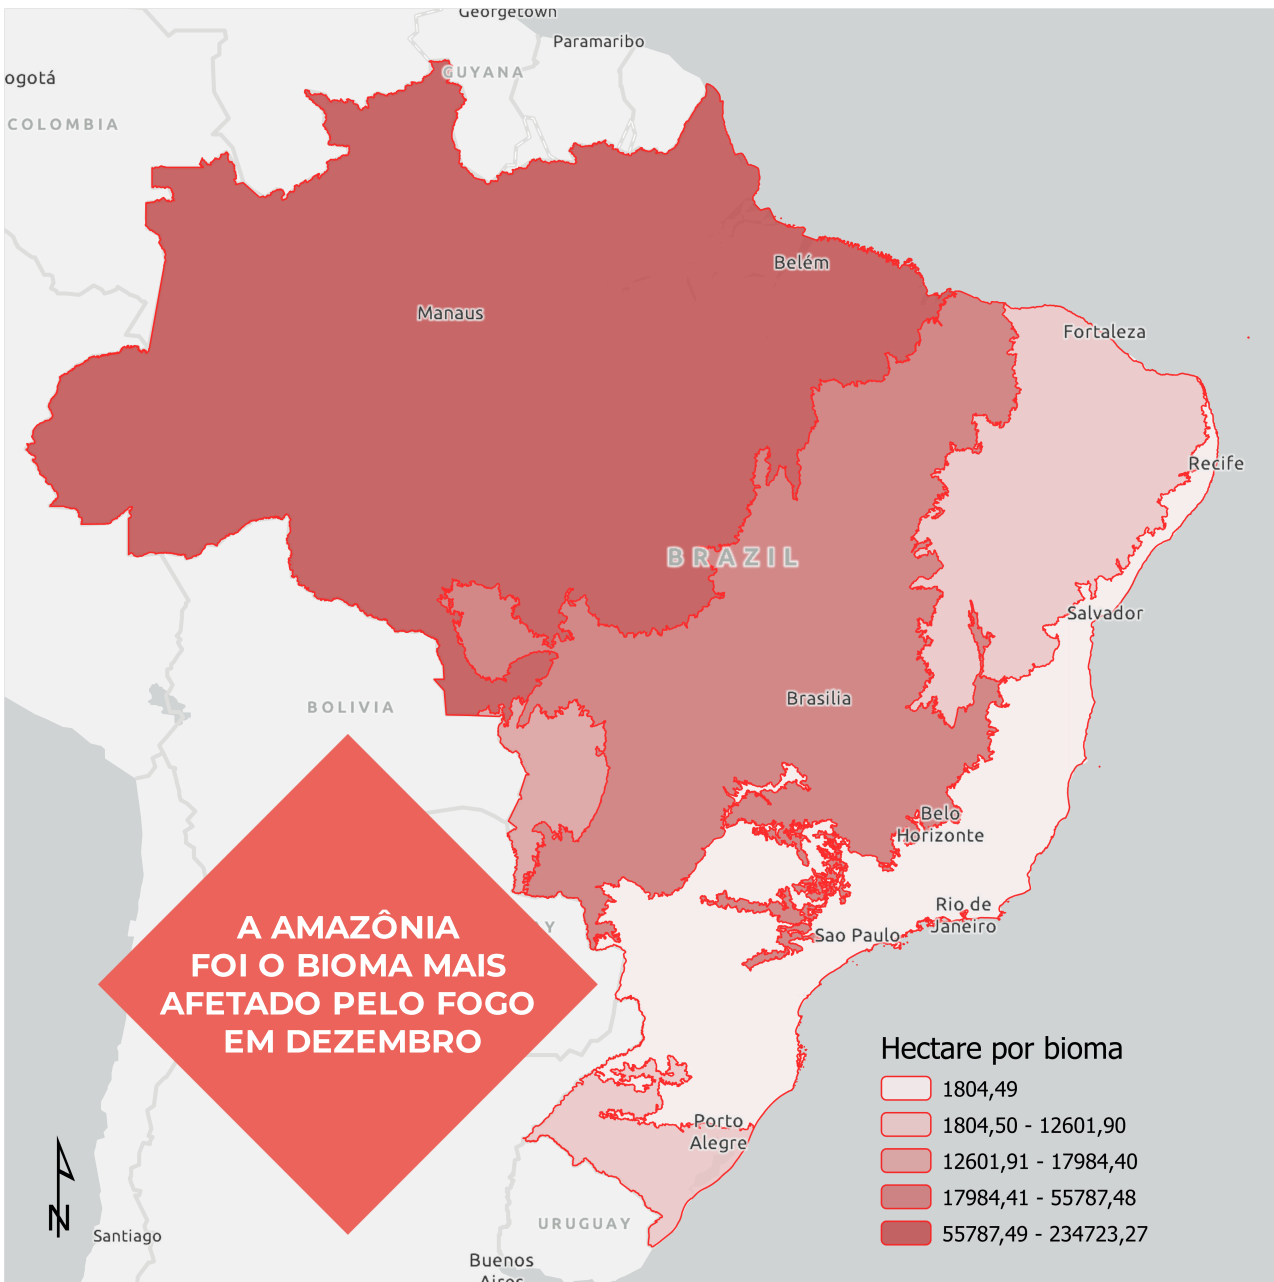 Georgetown
Paramaribo
GUYANA
ogotá
COLOMBIA
Belém
Manaus
Fortaleza
Recife
BRAZIL
Salvador
Brasilia
BOLIVIA
Belo
Horizonte
Rio de
Janeiro
Sao Paulo
AY
A AMAZÔNIA
FOI O BIOMA MAIS
AFETADO PELO FOGO
EM DEZEMBRO
Hectare por bioma
1804,49
1804,50 - 12601,90
12601,91 - 17984,40
17984,41 - 55787,48
55787,49 - 234723,27
Porto
Alegre
N
URUGUAY
Santiago
Buenos
Aires